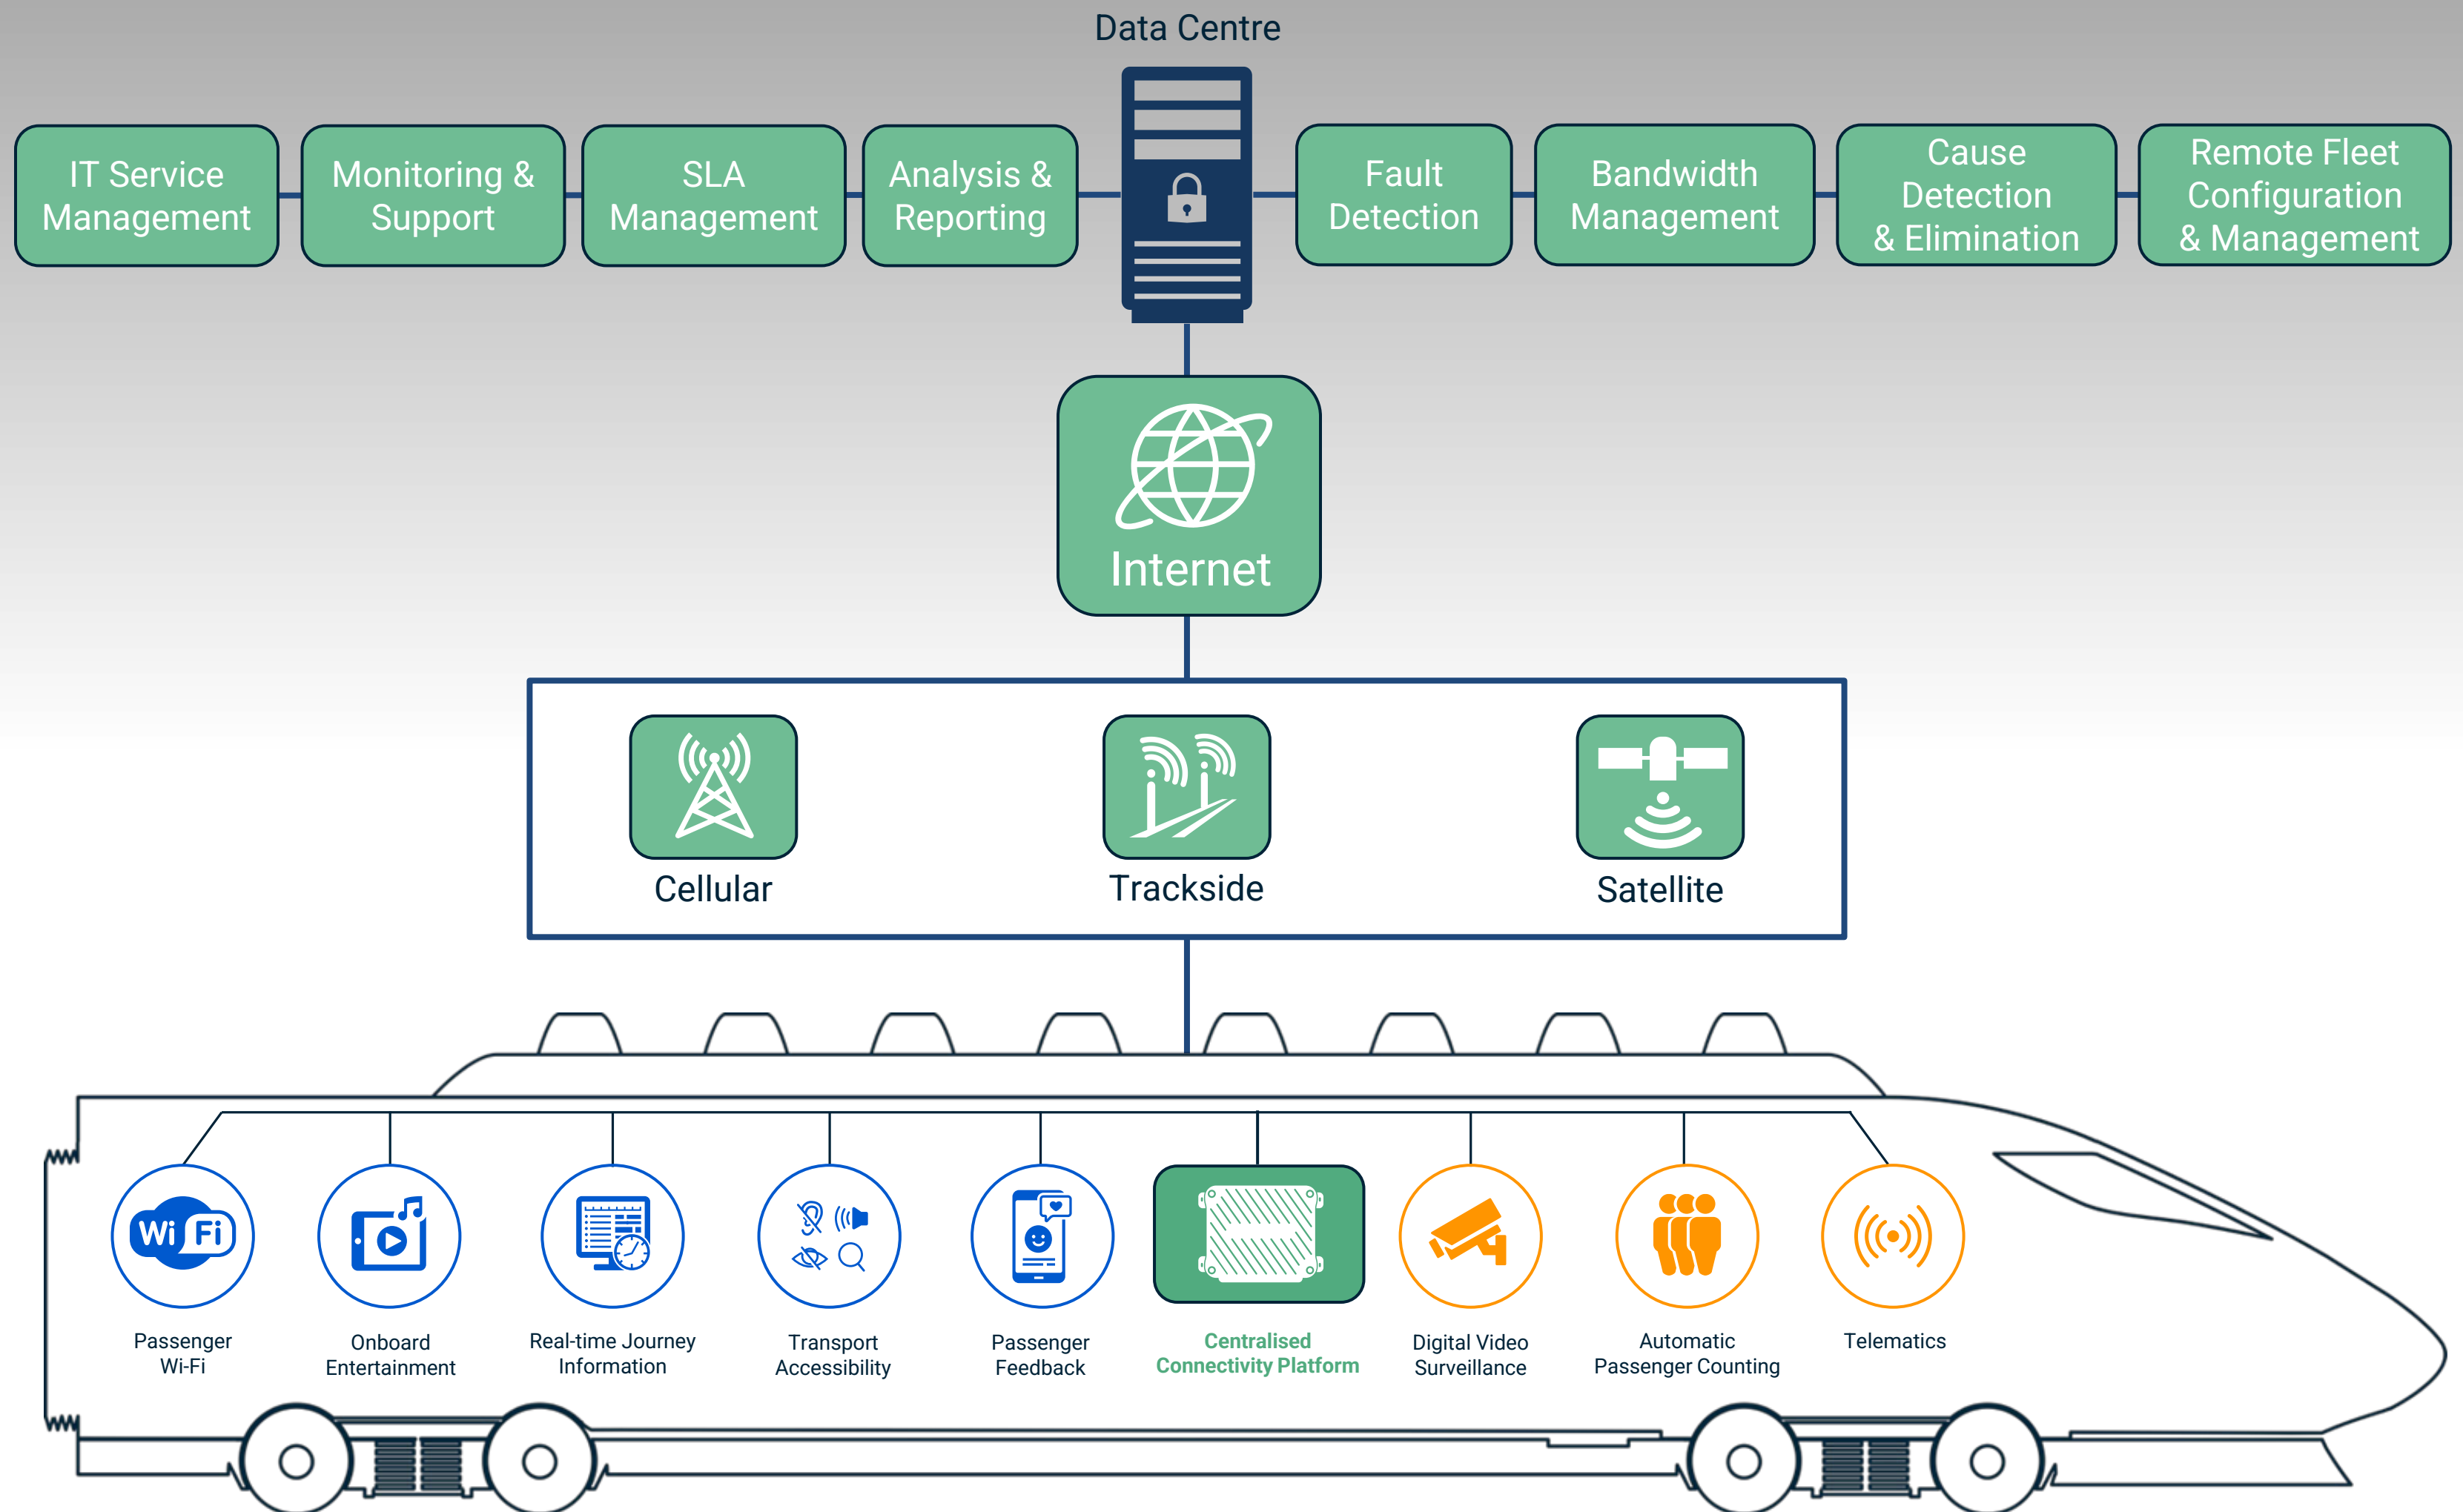 Data Centre
IT Service
Management
Monitoring &
Support
SLA
Management
Analysis &
Reporting
Fault
Detection
Bandwidth
Management
Cause
Detection
& Elimination
Remote Fleet
Configuration
& Management
Internet
Cellular
Trackside
Satellite
Wi Fi
Passenger
Wi-Fi
Onboard
Entertainment
Real-time Journey
Information
Transport
Accessibility
Passenger
Feedback
Centralised
Connectivity Platform
Digital Video
Surveillance
Automatic
Passenger Counting
Telematics